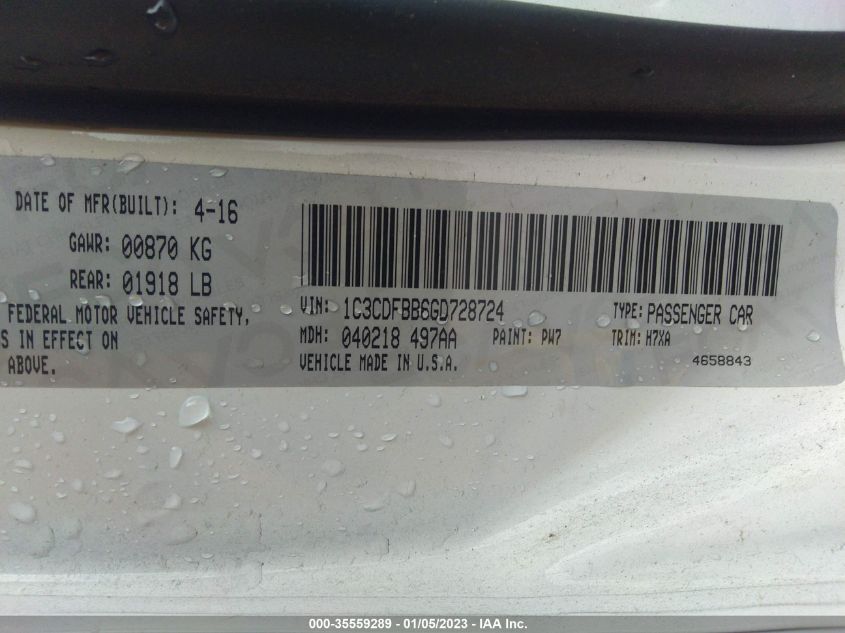 DATE OF MFR(BUILT): 4-16
GAWR: 00870 KG
REAR: 01918 LB
FEDERAL MOTOR VEHICLE SAFETY,
S IN EFFECT ON
ABOVE.
VIN: 1C3CDFBB6GD728724 TYPE: PASSENGER CAR
MDH: 040218 497AA PAINT: PW7 TRIM: H7XA
VEHICLE MADE IN U.S.A. 4658843
000-35559289 - 01/05/2023 - IAA Inc.